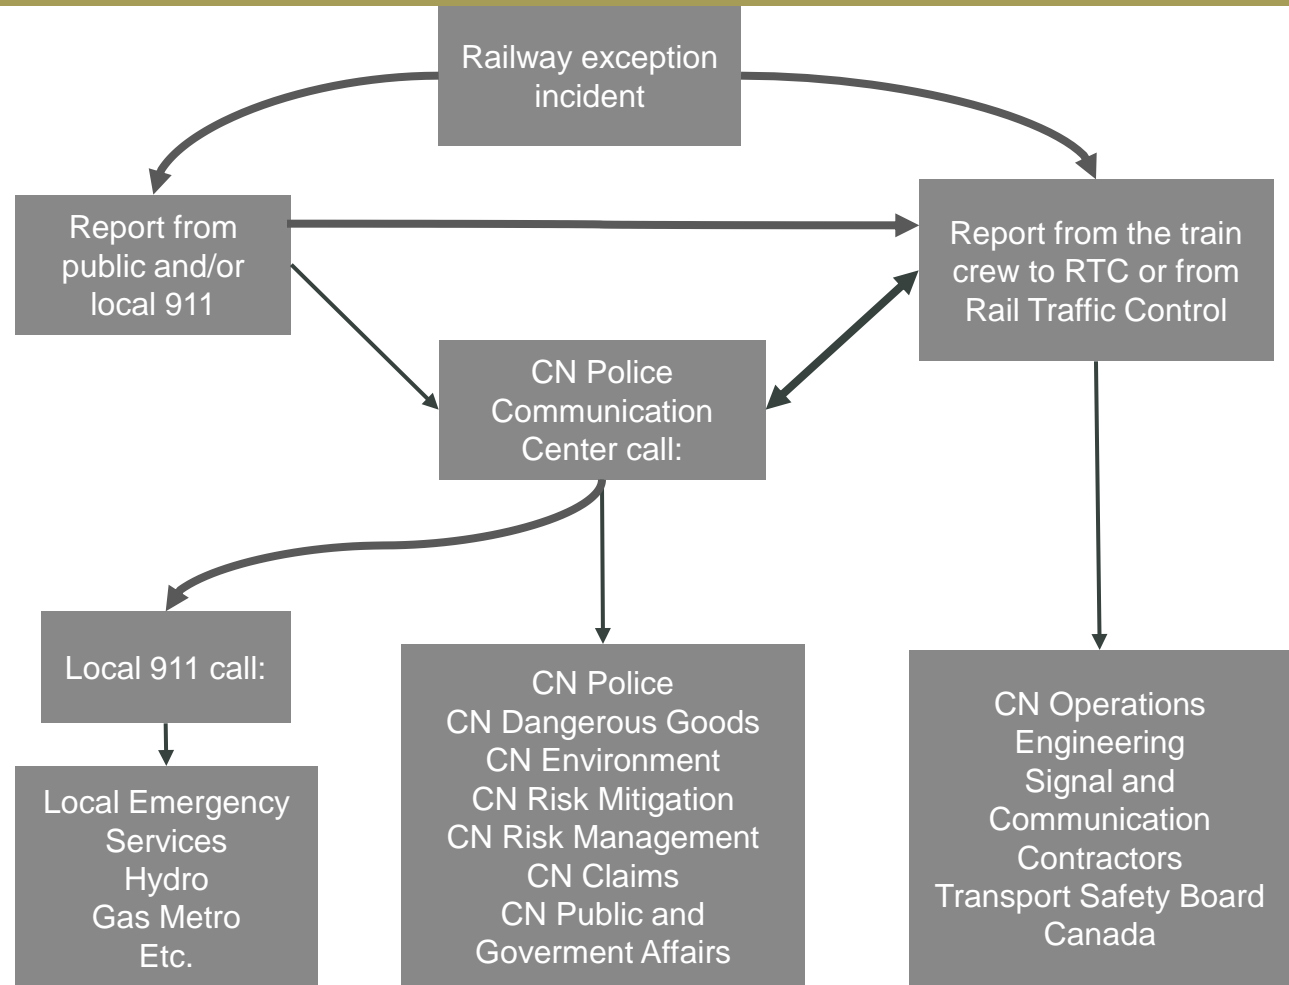 Railway exception
incident
Report from
public and/or
local 911
Report from the train
crew to RTC or from
Rail Traffic Control
CN Police
Communication
Center call:
Local 911 call:
Local Emergency
Services
Hydro
Gas Metro
Etc.
CN Police
CN Dangerous Goods
CN Environment
CN Risk Mitigation
CN Risk Management
CN Claims
CN Public and
Goverment Affairs
CN Operations
Engineering
Signal and
Communication
Contractors
Transport Safety Board
Canada